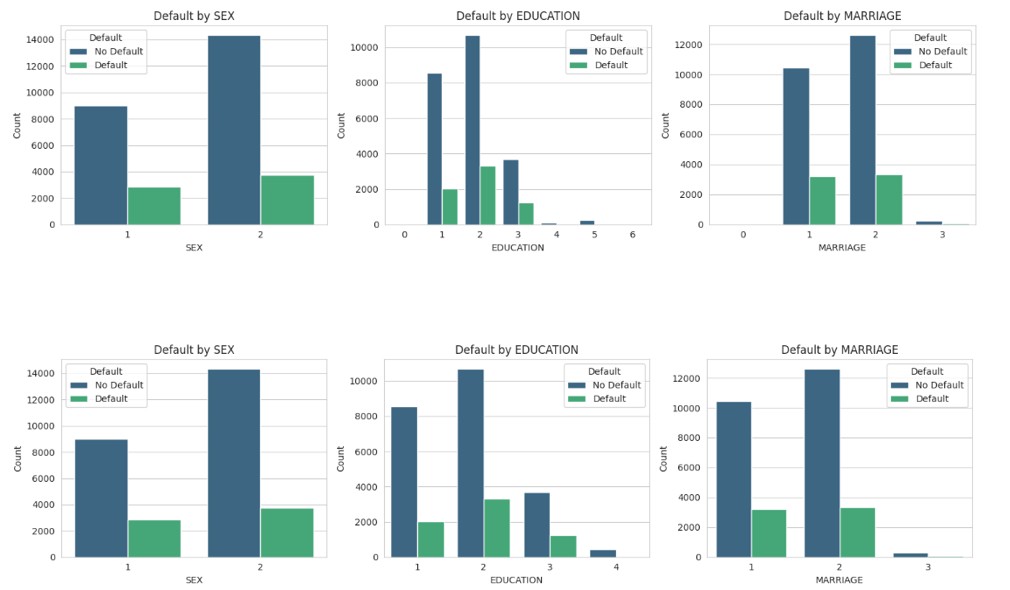 Default by SEX
Default
No Default
Default
14000
12000
10000
8000
6000
4000
2000
0
Count
1 2
SEX
Default by EDUCATION
Default
No Default
Default
10000
8000
6000
4000
2000
0
Count
0 1 2 3 4 5 6
EDUCATION
Default by MARRIAGE
Default
No Default
Default
12000
10000
8000
6000
4000
2000
0
Count
0 1 2 3
MARRIAGE
Default by SEX
Default
No Default
Default
14000
12000
10000
8000
6000
4000
2000
0
Count
1 2
SEX
Default by EDUCATION
Default
No Default
Default
10000
8000
6000
4000
2000
0
Count
1 2 3 4
EDUCATION
Default by MARRIAGE
Default
No Default
Default
12000
10000
8000
6000
4000
2000
0
Count
1 2 3
MARRIAGE